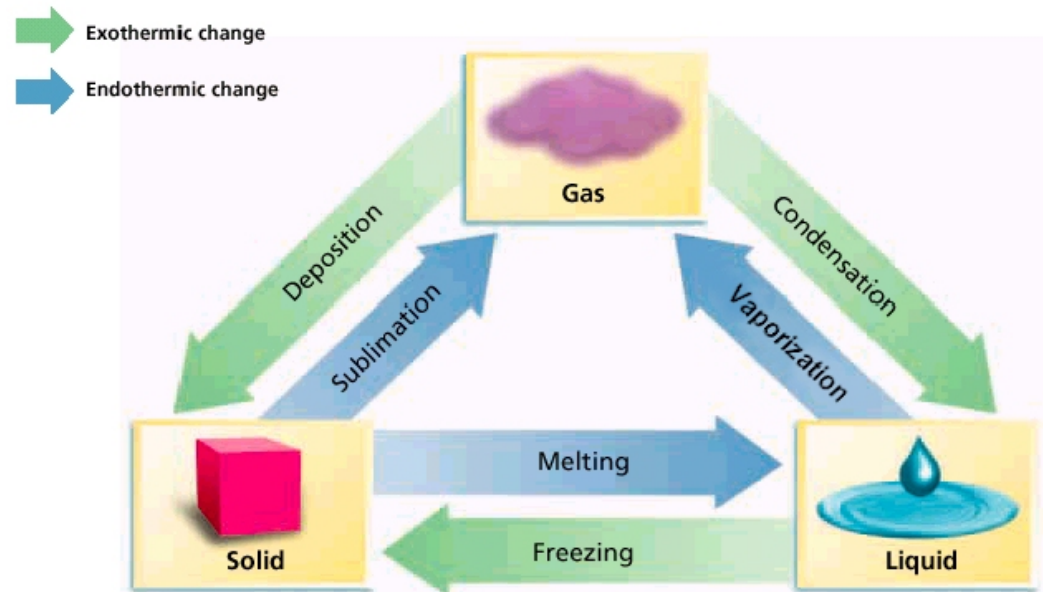 Exothermic change
Endothermic change
Gas
Deposition
Sublimation
Condensation
Vaporization
Melting
Freezing
Solid
Liquid